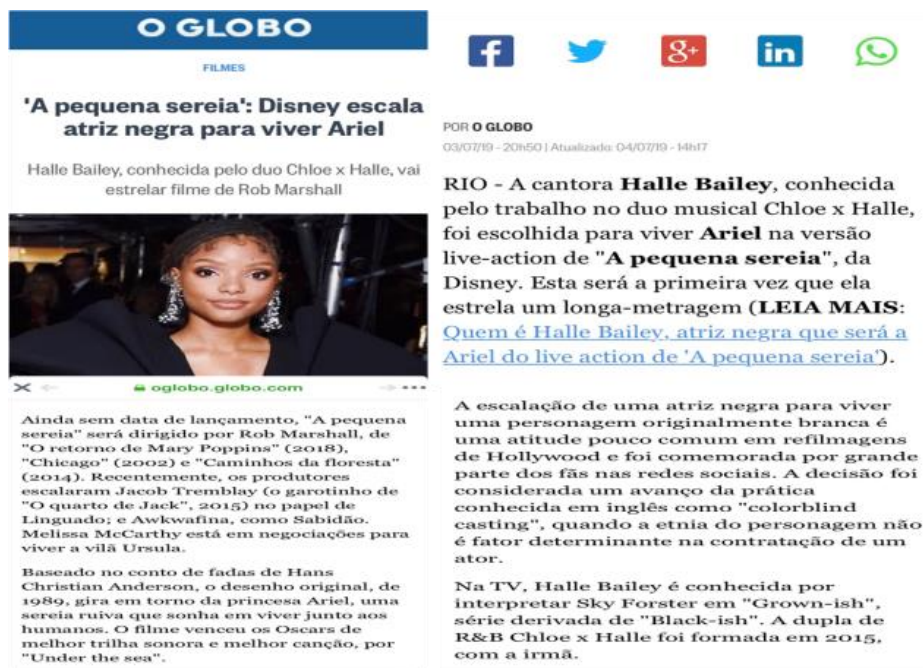 O GLOBO
FILMES
'A pequena sereia': Disney escala
atriz negra para viver Ariel
Halle Bailey, conhecida pelo duo Chloe x Halle, vai
estrelar filme de Rob Marshall
oglobo.globo.com
Ainda sem data de lançamento, "A pequena
sereia" será dirigido por Rob Marshall, de
"O retorno de Mary Poppins" (2018),
"Chicago" (2002) e "Caminhos da floresta"
(2014). Recentemente, os produtores
escalaram Jacob Tremblay (o garotinho de
"O quarto de Jack", 2015) no papel de
Linguado; e Awkwafina, como Sabidão.
Melissa McCarthy está em negociações para
viver a vilã Ursula.
Baseado no conto de fadas de Hans
Christian Anderson, o desenho original, de
1989, gira em torno da princesa Ariel, uma
sereia ruiva que sonha em viver junto aos
humanos. O filme venceu os Oscars de
melhor trilha sonora e melhor canção, por
"Under the sea".
POR O GLOBO
03/07/19 - 20h50 | Atualizado: 04/07/19 - 14h17
RIO - A cantora Halle Bailey, conhecida
pelo trabalho no duo musical Chloe x Halle,
foi escolhida para viver Ariel na versão
live-action de "A pequena sereia", da
Disney. Esta será a primeira vez que ela
estrela um longa-metragem (LEIA MAIS:
Quem é Halle Bailey, atriz negra que será a
Ariel do live action de 'A pequena sereia').
A escalação de uma atriz negra para viver
uma personagem originalmente branca é
uma atitude pouco comum em refilmagens
de Hollywood e foi comemorada por grande
parte dos fãs nas redes sociais. A decisão foi
considerada um avanço da prática
conhecida em inglês como "colorblind
casting", quando a etnia do personagem não
é fator determinante na contratação de um
ator.
Na TV, Halle Bailey é conhecida por
interpretar Sky Forster em "Grown-ish",
série derivada de "Black-ish". A dupla de
R&B Chloe x Halle foi formada em 2015,
com a irmã.